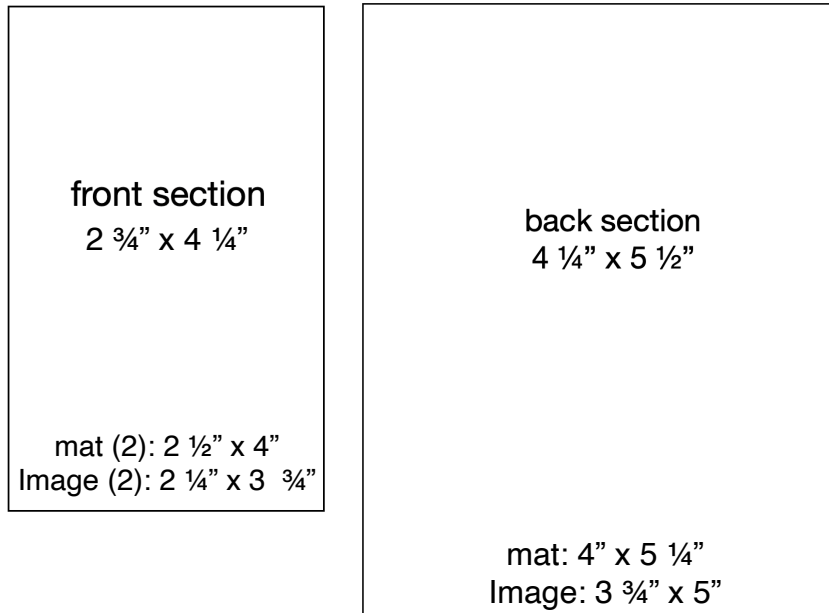 front section
2 ¾” x 4 ¼”
mat (2): 2 ½” x 4”
Image (2): 2 ¼” x 3 ¾”
back section
4 ¼” x 5 ½”
mat: 4” x 5 ¼”
Image: 3 ¾” x 5”